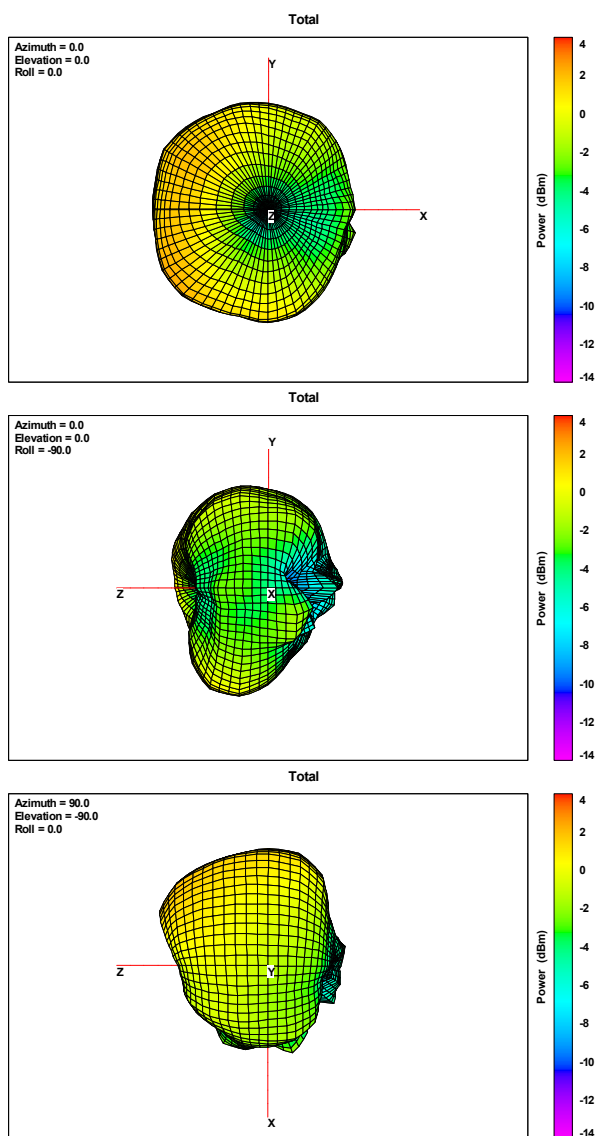 Total
Azimuth = 0.0
Elevation = 0.0
Roll = 0.0
Y
Z
X
4
2
0
-2
-4
-6
-8
-10
-12
-14
Power (dBm)
Total
Azimuth = 0.0
Elevation = 0.0
Roll = -90.0
Y
Z
X
4
2
0
-2
-4
-6
-8
-10
-12
-14
Power (dBm)
Total
Azimuth = 90.0
Elevation = -90.0
Roll = 0.0
Z
Y
X
4
2
0
-2
-4
-6
-8
-10
-12
-14
Power (dBm)